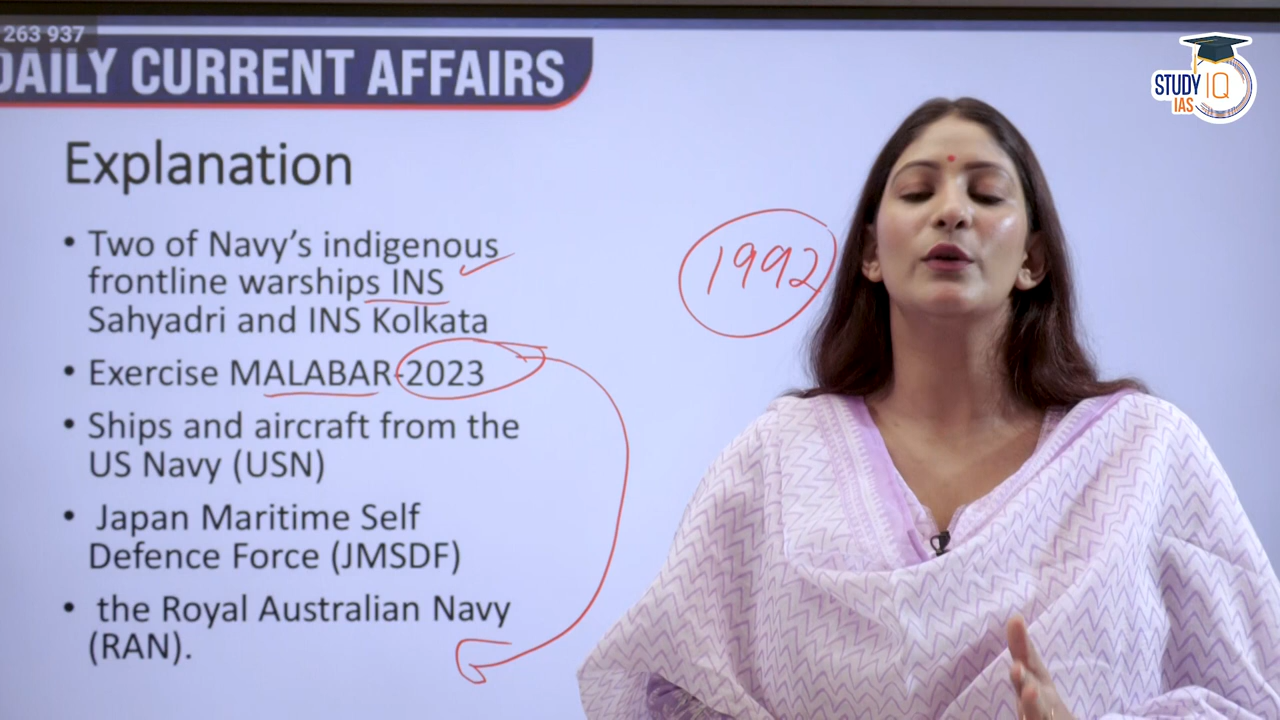 263 937
DAILY CURRENT AFFAIRS
STUDY IQ
IAS
Explanation
• Two of Navy’s indigenous
frontline warships INS
Sahyadri and INS Kolkata
1992
• Exercise MALABAR-2023
• Ships and aircraft from the
US Navy (USN)
• Japan Maritime Self
Defence Force (JMSDF)
• the Royal Australian Navy
(RAN).